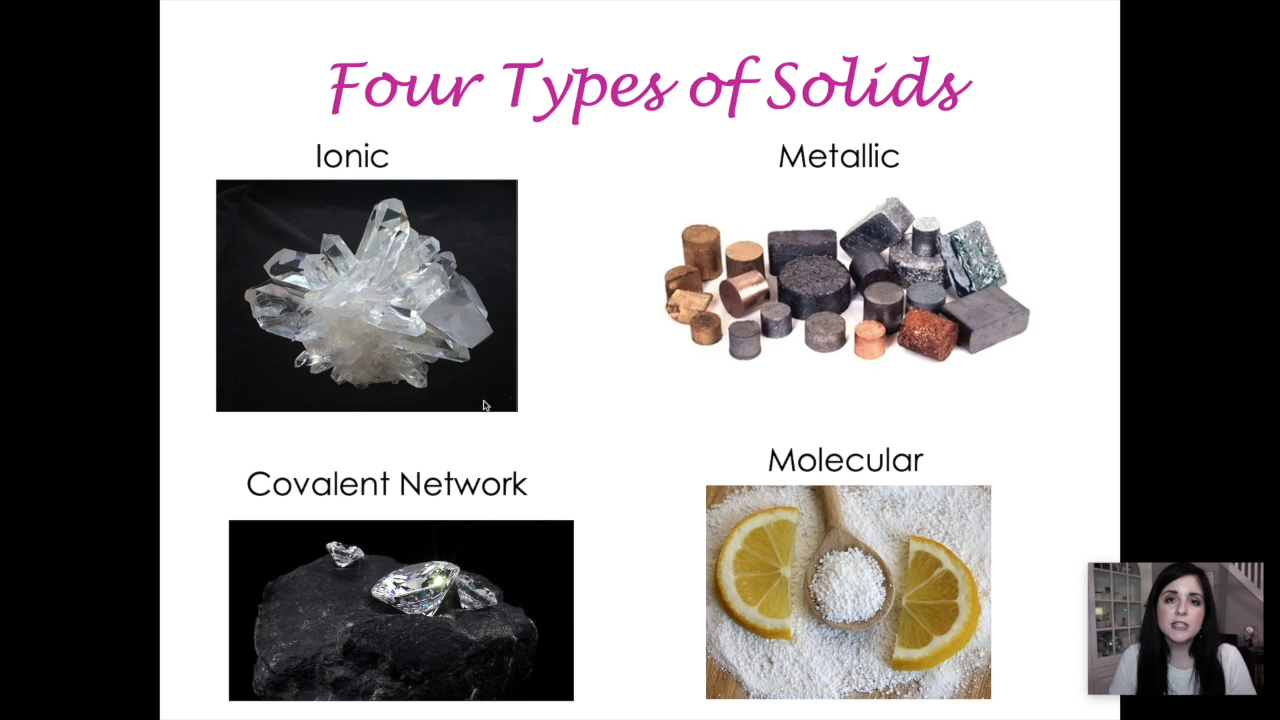 Four Types of Solids
Ionic
Metallic
Covalent Network
Molecular